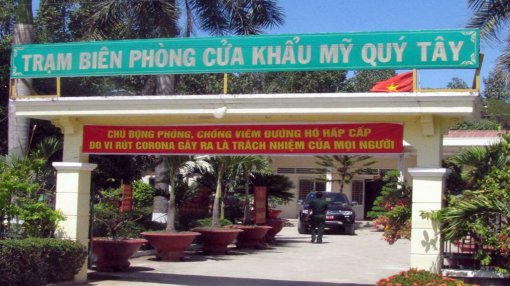 TRẠM BIÊN PHÒNG CỬA KHẨU MỸ QUÝ TÂY
CHỦ ĐỘNG PHÒNG, CHỐNG VIÊM ĐƯỜNG HÔ HẤP CẤP
DO VI RÚT CORONA GÂY RA LÀ TRÁCH NHIỆM CỦA MỌI NGƯỜI